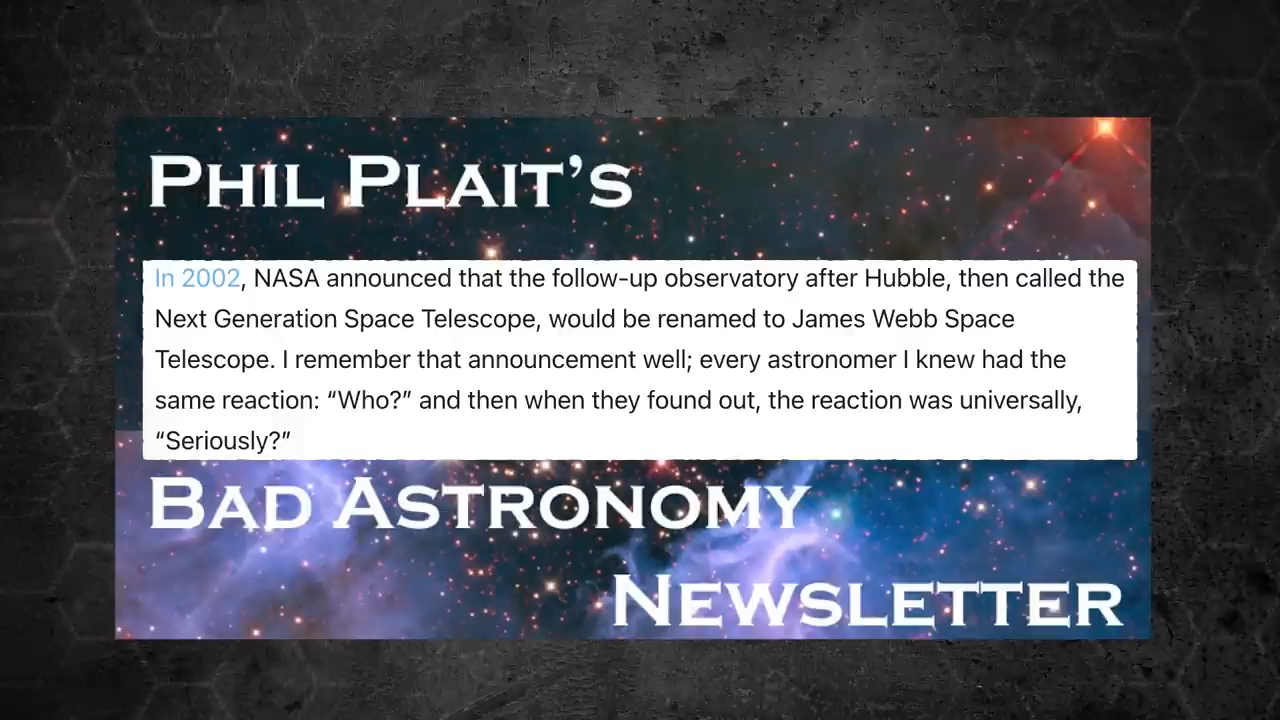 PHIL PLAIT’S
In 2002, NASA announced that the follow-up observatory after Hubble, then called the
Next Generation Space Telescope, would be renamed to James Webb Space
Telescope. I remember that announcement well; every astronomer I knew had the
same reaction: “Who?” and then when they found out, the reaction was universally,
“Seriously?”
BAD ASTRONOMY
NEWSLETTER